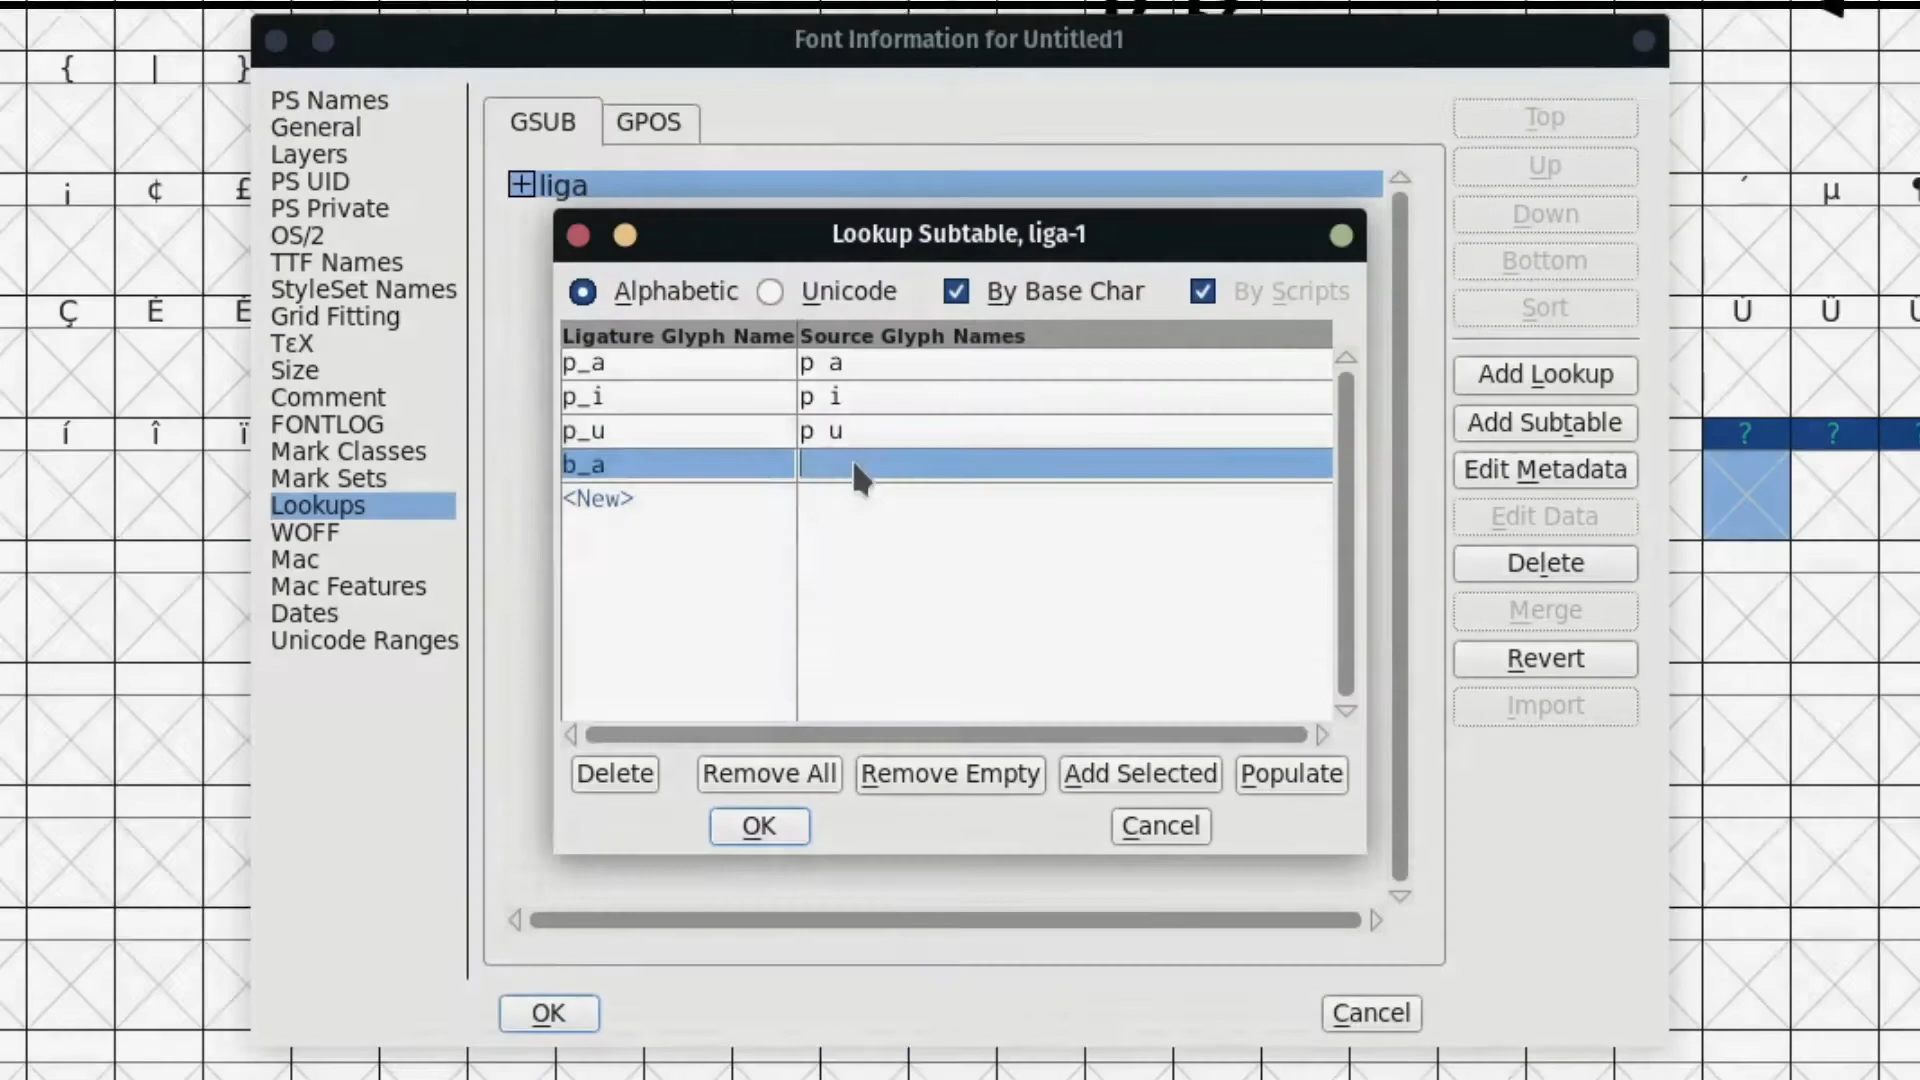 Font Information for Untitled1
{ | }
¡ ¢ £ ´ µ
Ç È É Û Ü
í î ï ? ?
PS Names
General
Layers
PS UID
PS Private
OS/2
TTF Names
StyleSet Names
Grid Fitting
TεX
Size
Comment
FONTLOG
Mark Classes
Mark Sets
Lookups
WOFF
Mac
Mac Features
Dates
Unicode Ranges
GSUB GPOS
liga
Lookup Subtable, liga-1
Alphabetic Unicode By Base Char By Scripts
Ligature Glyph Name Source Glyph Names
p_a p a
p_i p i
p_u p u
b_a
<New>
Delete Remove All Remove Empty Add Selected Populate
OK Cancel
Top
Up
Down
Bottom
Sort
Add Lookup
Add Subtable
Edit Metadata
Edit Data
Delete
Merge
Revert
Import
OK Cancel